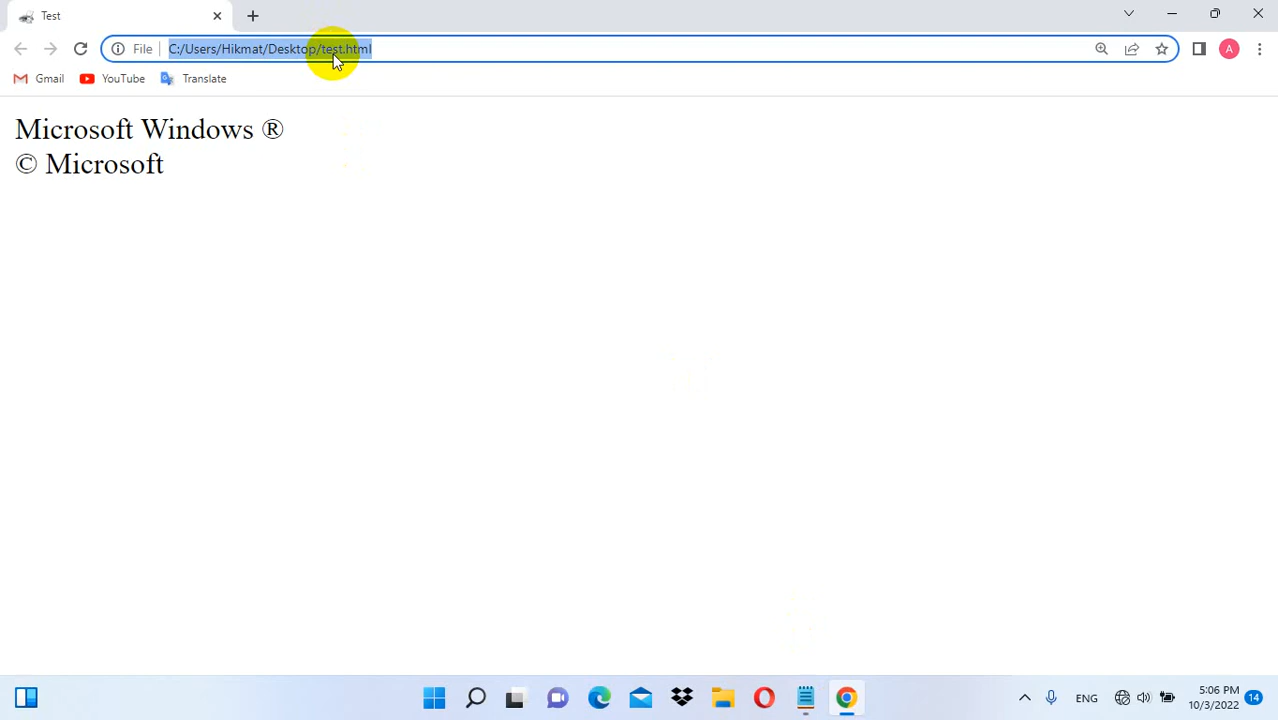 Test
File
C:/Users/Hikmat/Desktop/test.html
A
Gmail
YouTube
Translate
Microsoft Windows ®
© Microsoft
ENG
5:06 PM
10/3/2022
14